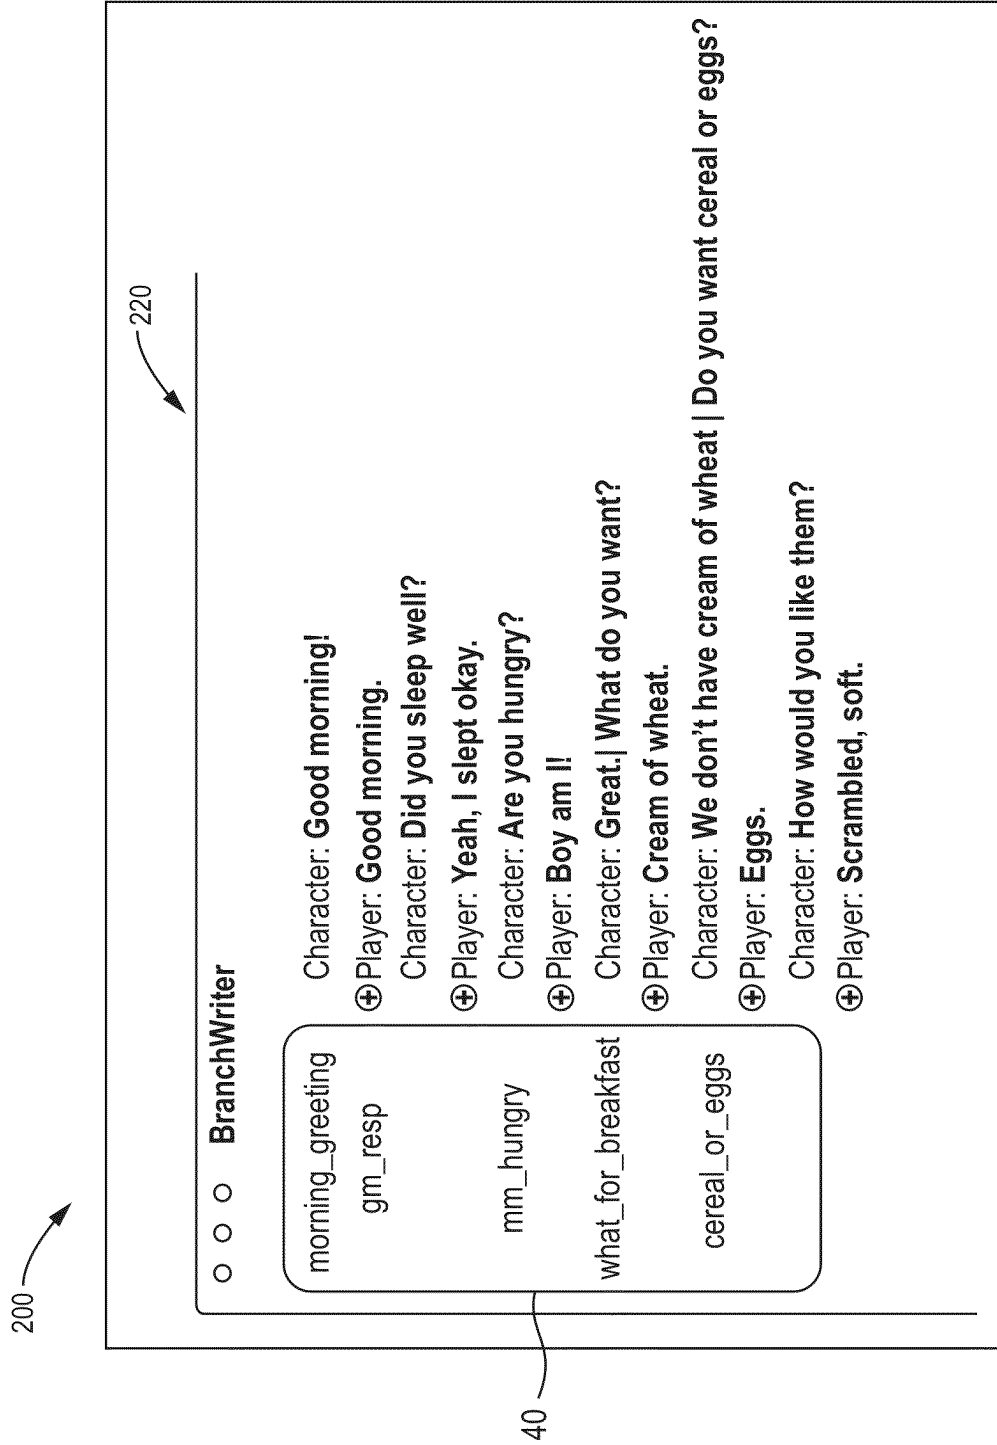 200
220
BranchWriter
morning_greeting Character: Good morning!
gm_resp ⊕Player: Good morning.
Character: Did you sleep well?
⊕Player: Yeah, I slept okay.
mm_hungry Character: Are you hungry?
⊕Player: Boy am I!
what_for_breakfast Character: Great.| What do you want?
⊕Player: Cream of wheat.
cereal_or_eggs Character: We don't have cream of wheat | Do you want cereal or eggs?
⊕Player: Eggs.
Character: How would you like them?
⊕Player: Scrambled, soft.
40